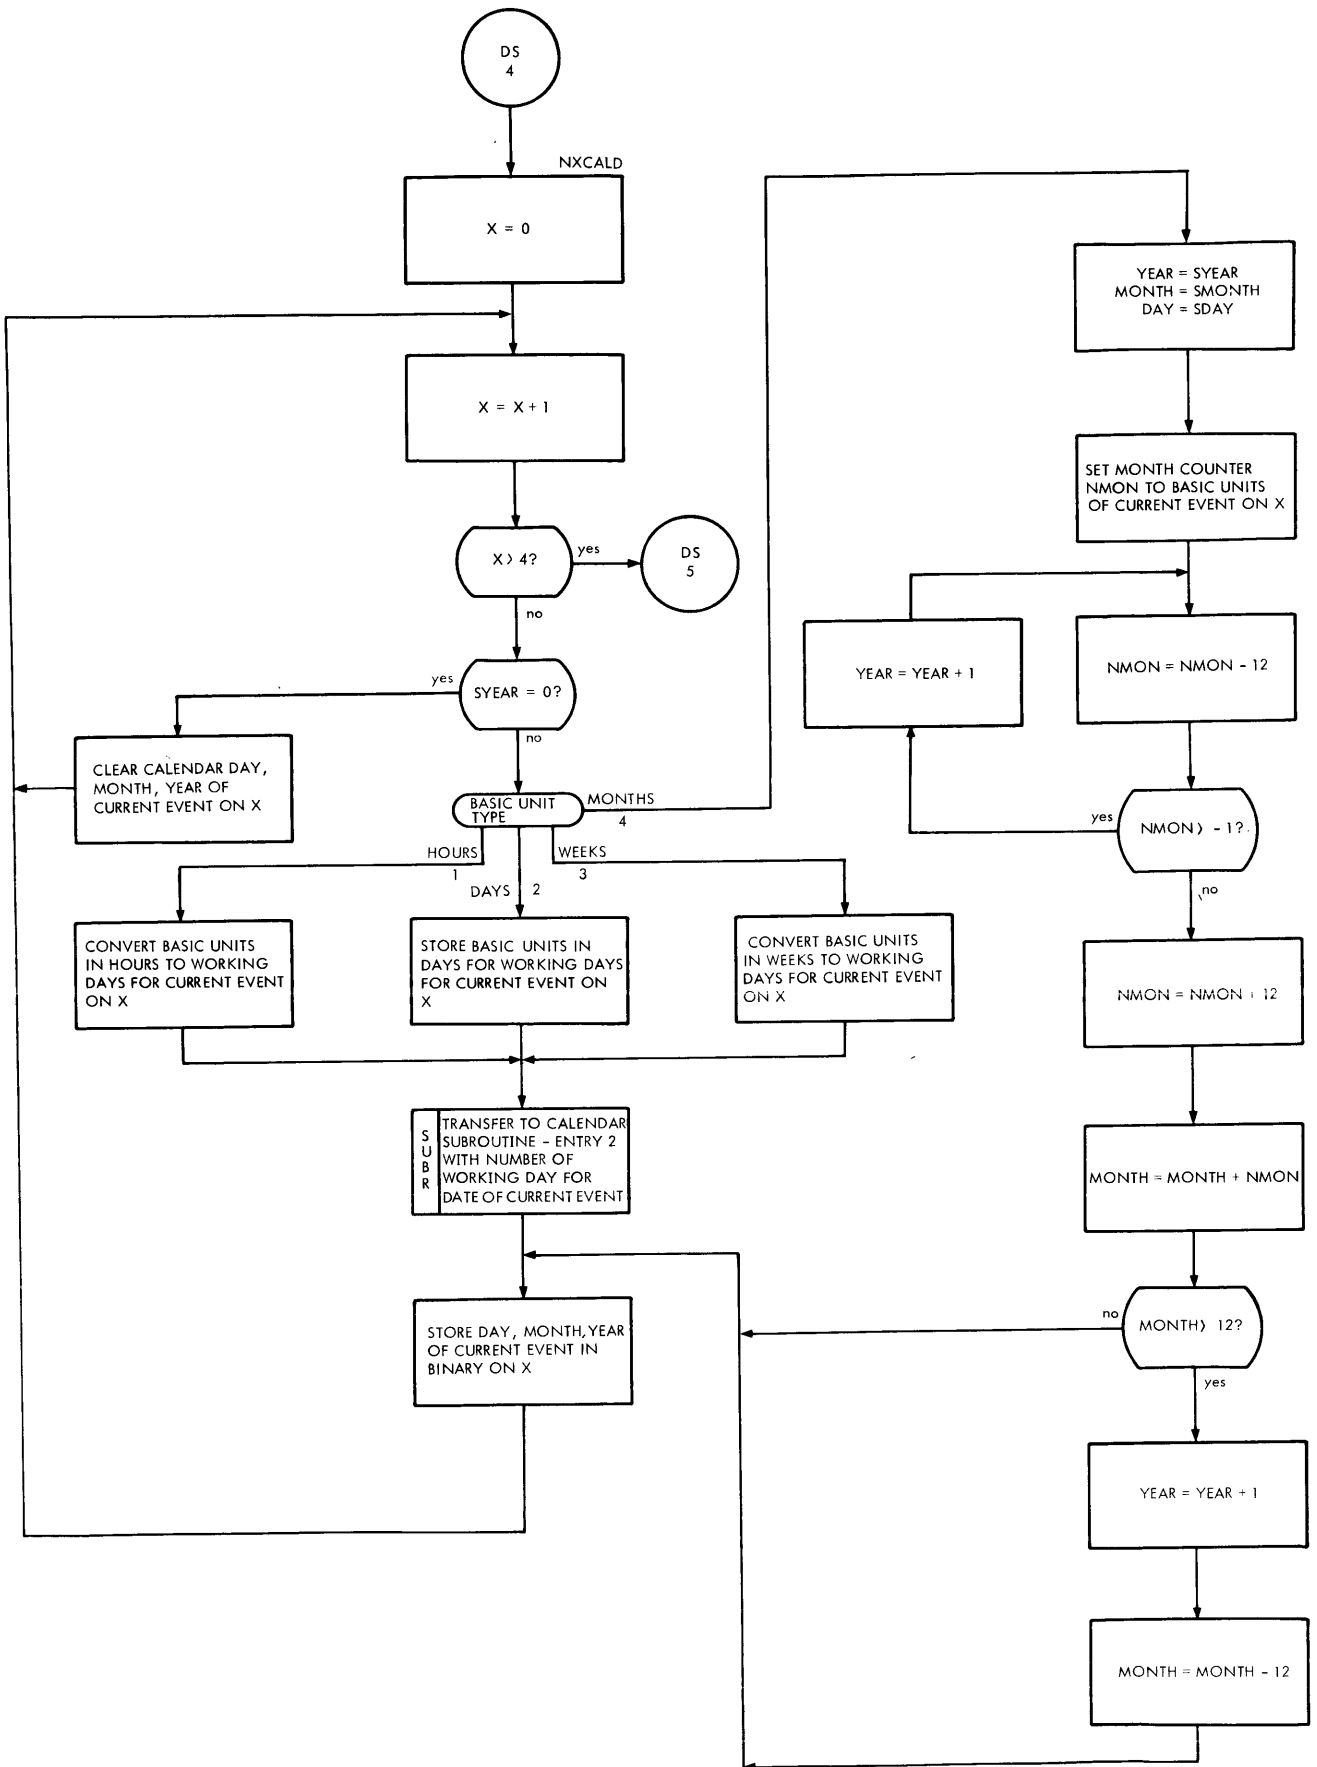 DS
4
NXCALD
X = 0
X = X + 1
X > 4?
yes
DS
5
no
SYEAR = 0?
yes
no
CLEAR CALENDAR DAY,
MONTH, YEAR OF
CURRENT EVENT ON X
BASIC UNIT
TYPE
MONTHS
4
HOURS
1
DAYS 2
WEEKS
3
CONVERT BASIC UNITS
IN HOURS TO WORKING
DAYS FOR CURRENT EVENT
ON X
STORE BASIC UNITS IN
DAYS FOR WORKING DAYS
FOR CURRENT EVENT ON
X
CONVERT BASIC UNITS
IN WEEKS TO WORKING
DAYS FOR CURRENT EVENT
ON X
SUBR
TRANSFER TO CALENDAR
SUBROUTINE - ENTRY 2
WITH NUMBER OF
WORKING DAY FOR
DATE OF CURRENT EVENT
STORE DAY, MONTH, YEAR
OF CURRENT EVENT IN
BINARY ON X
YEAR = SYEAR
MONTH = SMONTH
DAY = SDAY
SET MONTH COUNTER
NMON TO BASIC UNITS
OF CURRENT EVENT ON X
YEAR = YEAR + 1
NMON = NMON - 12
yes
NMON > - 1?
no
NMON = NMON + 12
MONTH = MONTH + NMON
no
MONTH > 12?
yes
YEAR = YEAR + 1
MONTH = MONTH - 12